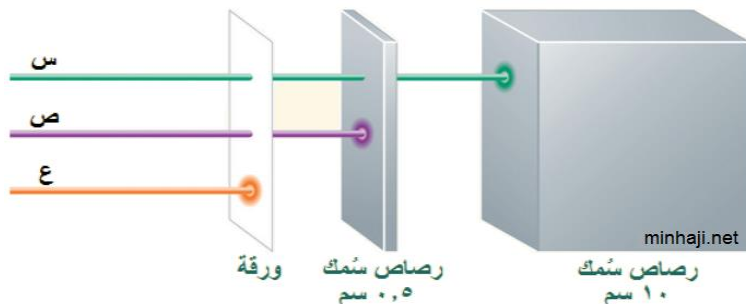 س
ص
ع
minhaji.net
ورقة
رصاص سُمك
٠,٥ سم
رصاص سُمك
١٠ سم